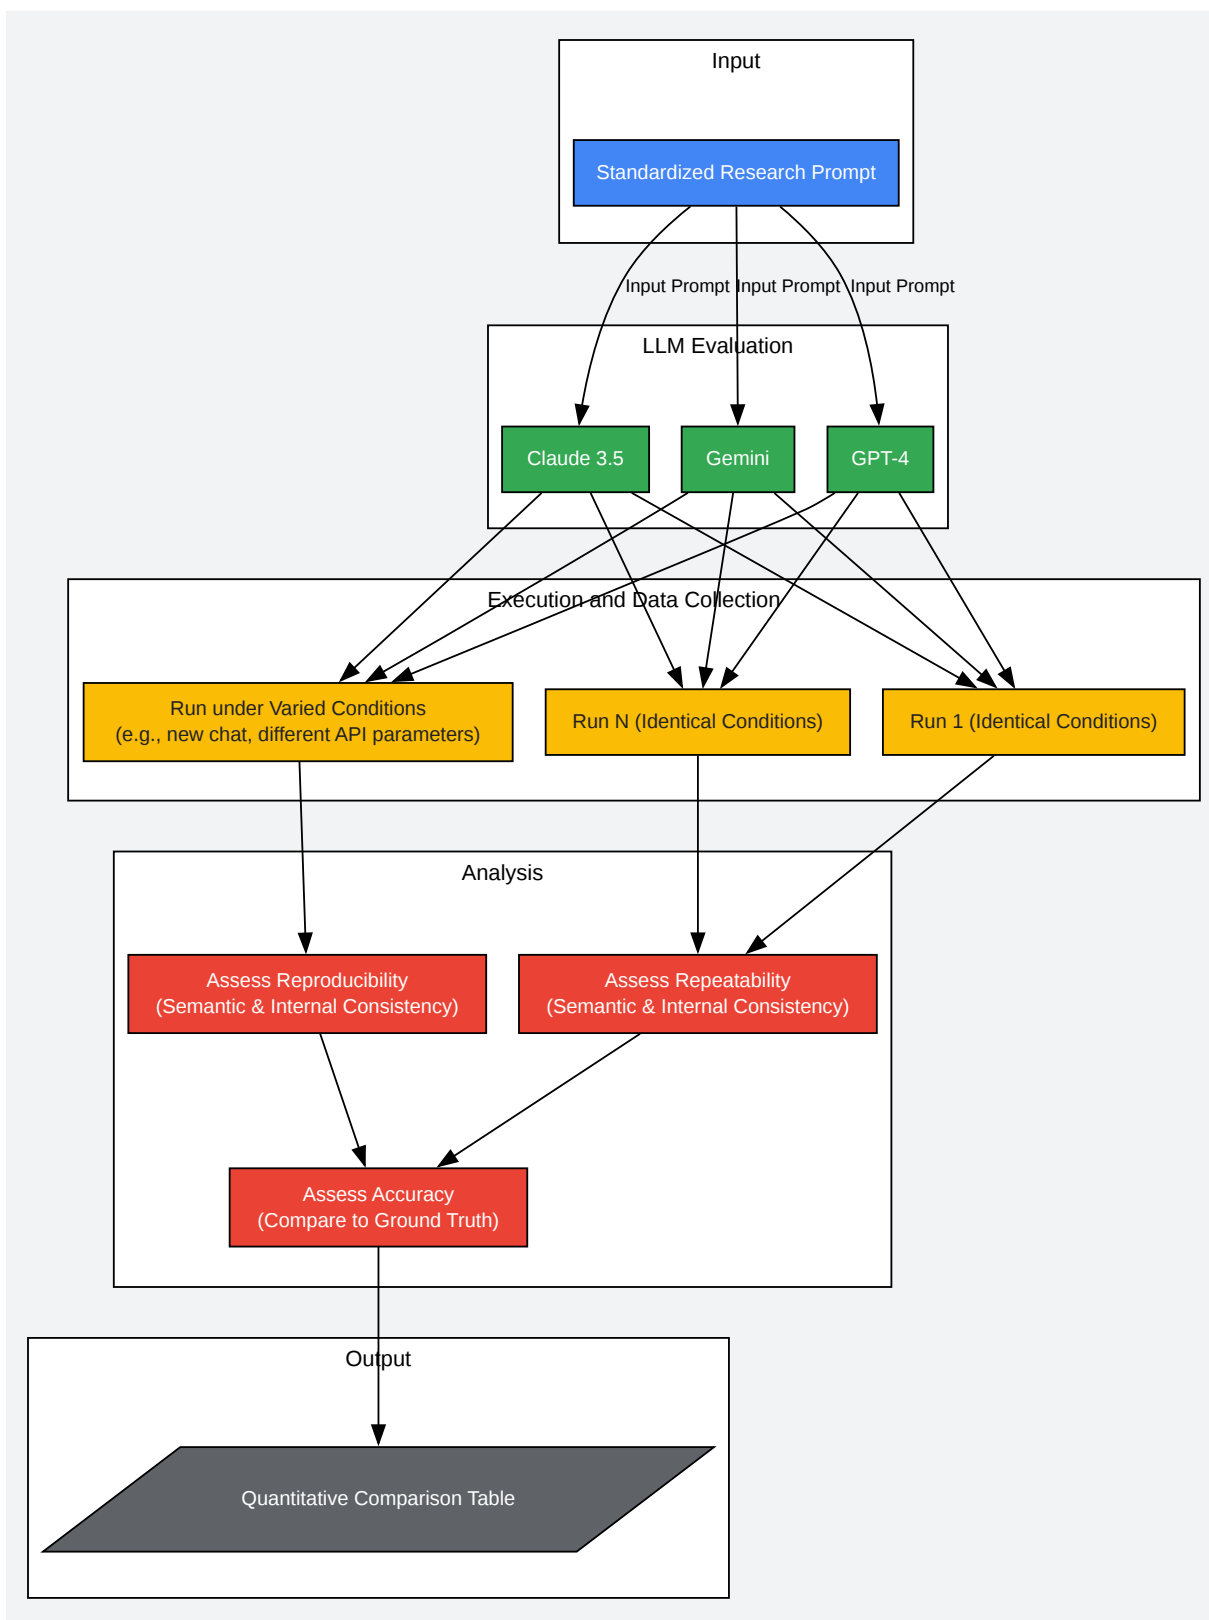 Input
Standardized Research Prompt
Input Prompt
Input Prompt
Input Prompt
LLM Evaluation
Claude 3.5
Gemini
GPT-4
Execution and Data Collection
Run under Varied Conditions
(e.g., new chat, different API parameters)
Run N (Identical Conditions)
Run 1 (Identical Conditions)
Analysis
Assess Reproducibility
(Semantic & Internal Consistency)
Assess Repeatability
(Semantic & Internal Consistency)
Assess Accuracy
(Compare to Ground Truth)
Output
Quantitative Comparison Table